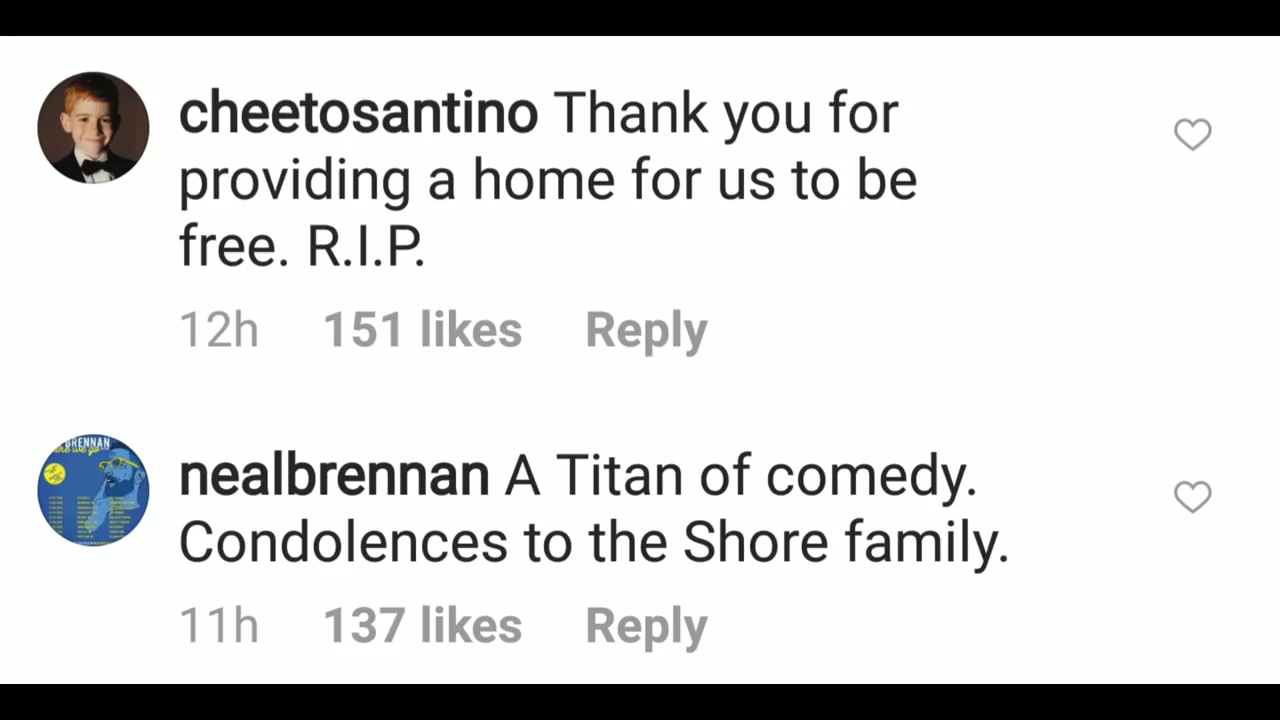 cheetosantino Thank you for
providing a home for us to be
free. R.I.P.
12h 151 likes Reply
BRENNAN
nealbrennan A Titan of comedy.
Condolences to the Shore family.
11h 137 likes Reply